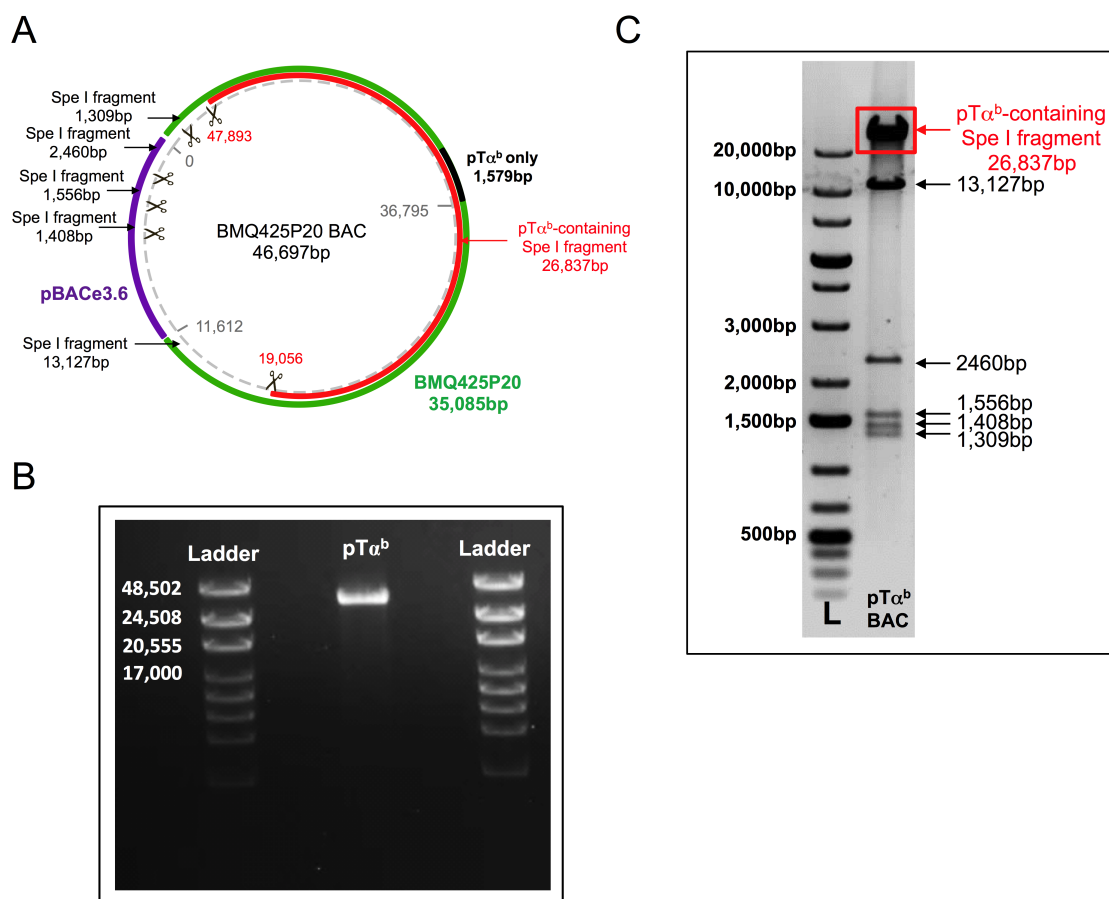 A
Spe I fragment
1,309bp
Spe I fragment
2,460bp
Spe I fragment
1,556bp
Spe I fragment
1,408bp
pBACe3.6
Spe I fragment
13,127bp
47,893
0
pTαᵇ only
1,579bp
36,795
BMQ425P20 BAC
46,697bp
pTαᵇ-containing
Spe I fragment
26,837bp
11,612
19,056
BMQ425P20
35,085bp
B
Ladder
pTαᵇ
Ladder
48,502
24,508
20,555
17,000
C
20,000bp
10,000bp
3,000bp
2,000bp
1,500bp
500bp
pTαᵇ-containing
Spe I fragment
26,837bp
13,127bp
2460bp
1,556bp
1,408bp
1,309bp
L
pTαᵇ
BAC